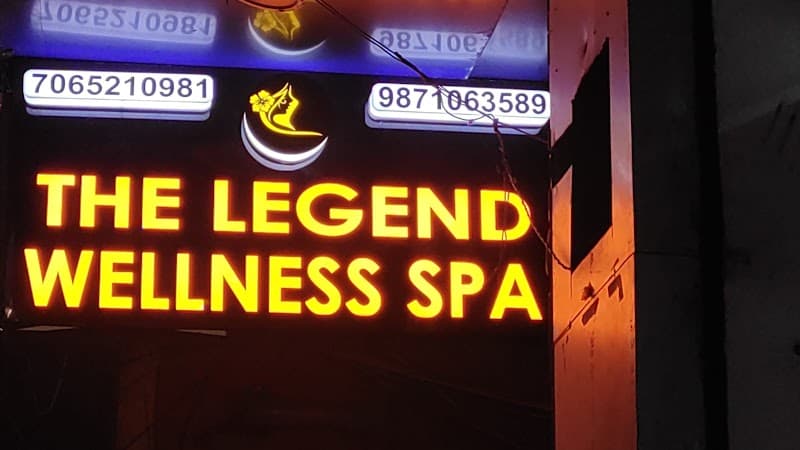 7065210981 9871063589
THE LEGEND
WELLNESS SPA